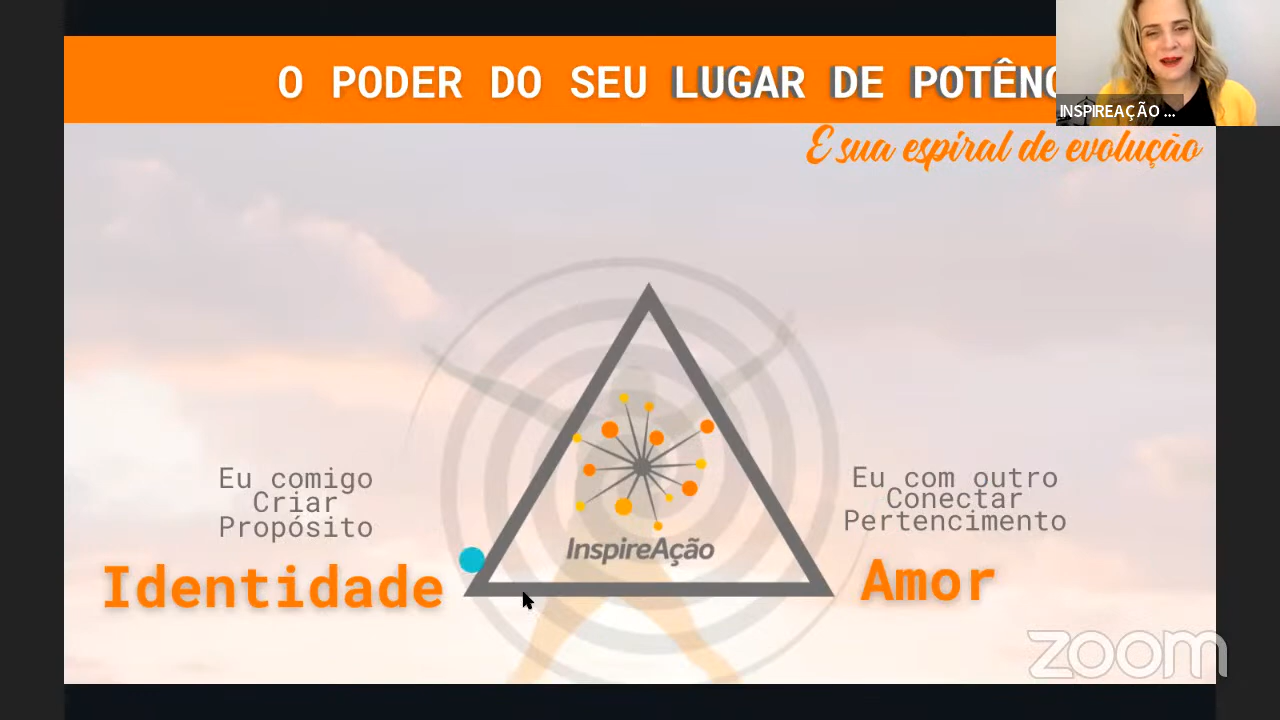 O PODER DO SEU LUGAR DE POTÊNC
INSPIREAÇÃO ...
E sua espiral de evolução
Eu comigo
Criar
Propósito
Identidade
InspireAção
Eu com outro
Conectar
Pertencimento
Amor
zoom